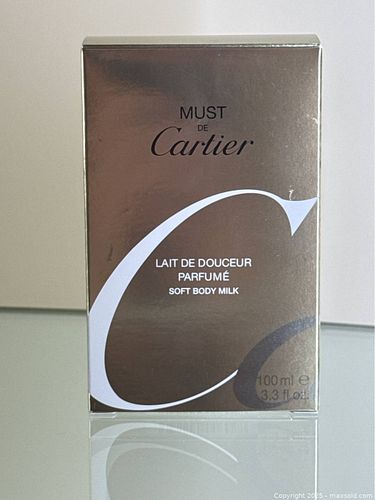 MUST
DE
Cartier
LAIT DE DOUCEUR
PARFUMÉ
SOFT BODY MILK
100 ml ℮
3.3 fl oz.
Copyright 2025 - maxsold.com